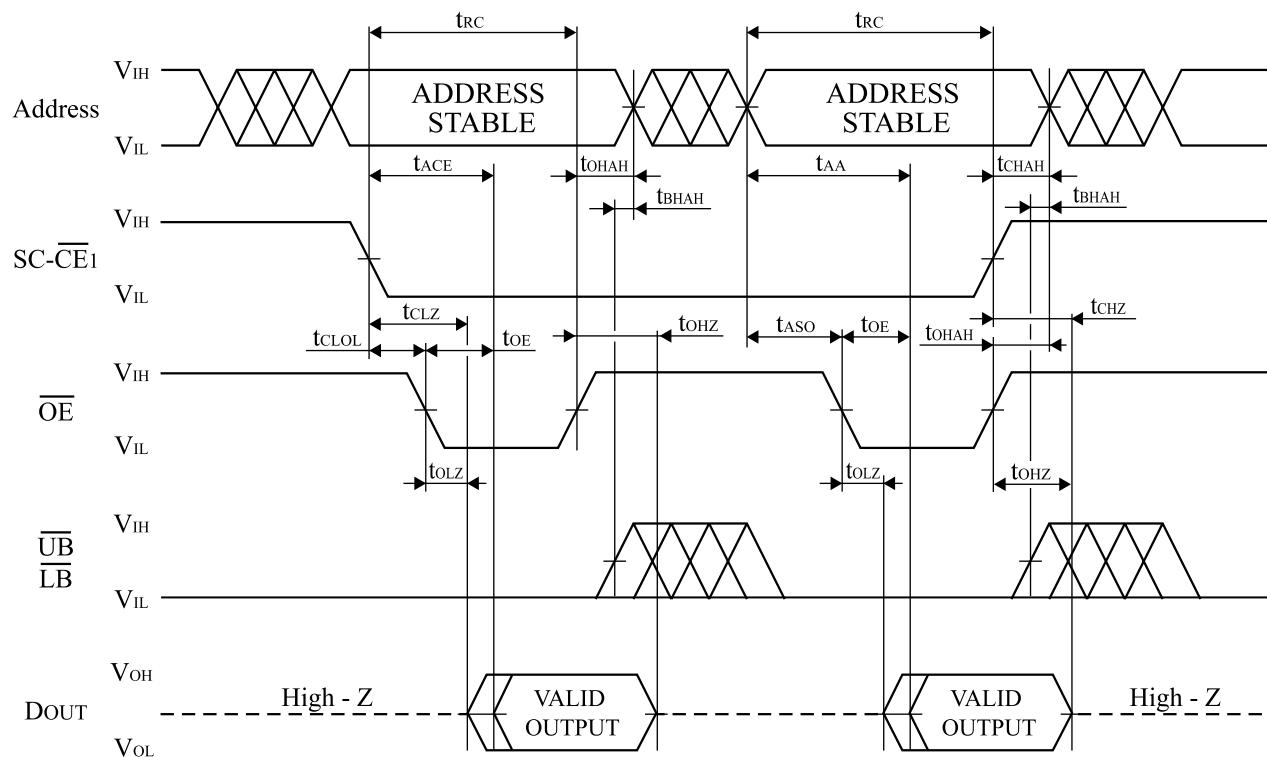 tRC tRC
VIH
Address ADDRESS STABLE ADDRESS STABLE
VIL
tACE tOHAH tAA tCHAH
tBHAH tBHAH
VIH
SC-CE1
VIL
tCLZ tCHZ
tCLOL tOE tOHZ tASO tOE tOHAH
VIH
OE
VIL
tOLZ tOLZ tOHZ
VIH
UB
LB
VIL
VOH
High - Z VALID OUTPUT VALID OUTPUT High - Z
DOUT
VOL